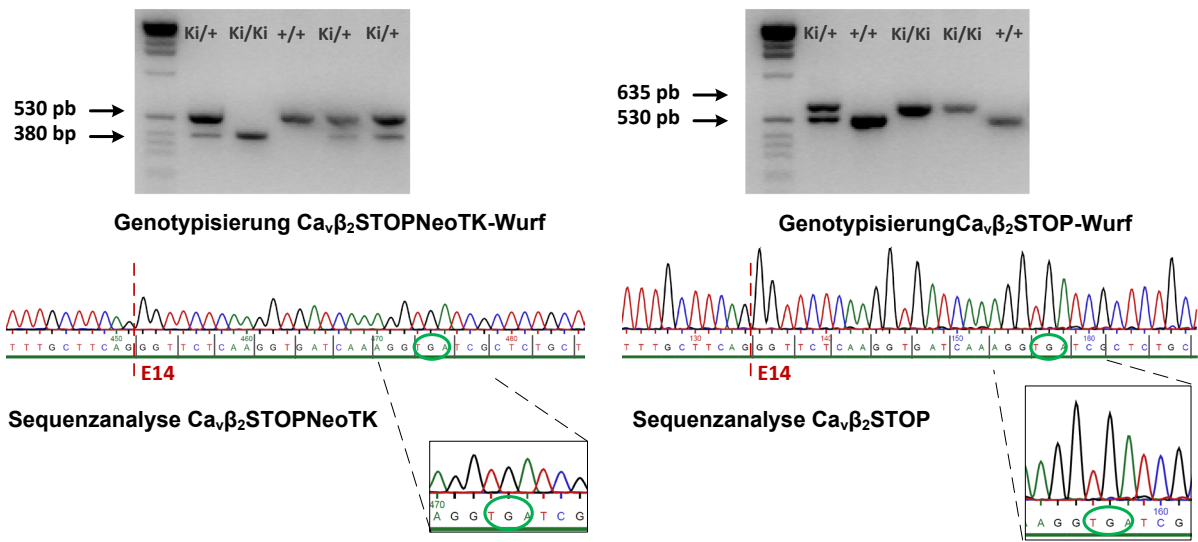 Ki/+ Ki/Ki +/+ Ki/+ Ki/+
530 pb
380 bp
Genotypisierung Caᵥβ₂STOPNeoTK-Wurf
450 460 470 480
T T T G C T T C A G G G T T C T C A A G G T G A T C A A A G G T G A T C G C T C T G C T
E14
Sequenzanalyse Caᵥβ₂STOPNeoTK
470
A G G T G A T C G
Ki/+ +/+ Ki/Ki Ki/Ki +/+
635 pb
530 pb
GenotypisierungCaᵥβ₂STOP-Wurf
130 140 150 160
T T T G C T T C A G G G T T C T C A A G G T G A T C A A A G G T G A T C G C T C T G C
E14
Sequenzanalyse Caᵥβ₂STOP
160
A A G G T G A T C G